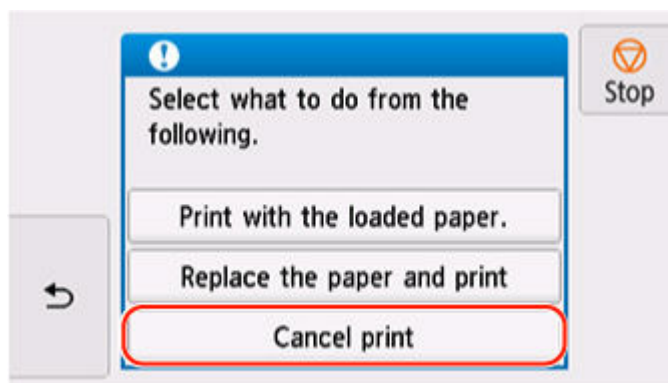 Select what to do from the
following.
Stop
Print with the loaded paper.
Replace the paper and print
Cancel print